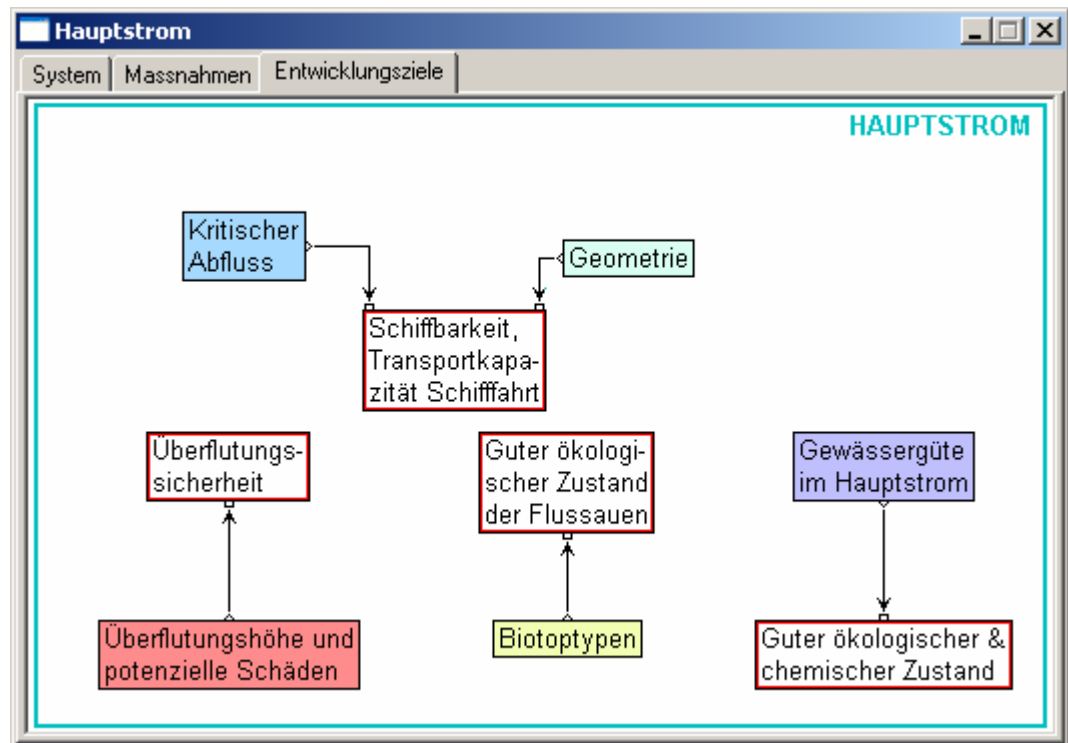 Hauptstrom
System Massnahmen Entwicklungsziele
HAUPTSTROM
Kritischer
Abfluss
Geometrie
Schiffbarkeit,
Transportkapa-
zität Schifffahrt
Überflutungs-
sicherheit
Guter ökologi-
scher Zustand
der Flussauen
Gewässergüte
im Hauptstrom
Überflutungshöhe und
potenzielle Schäden
Biotoptypen
Guter ökologischer &
chemischer Zustand